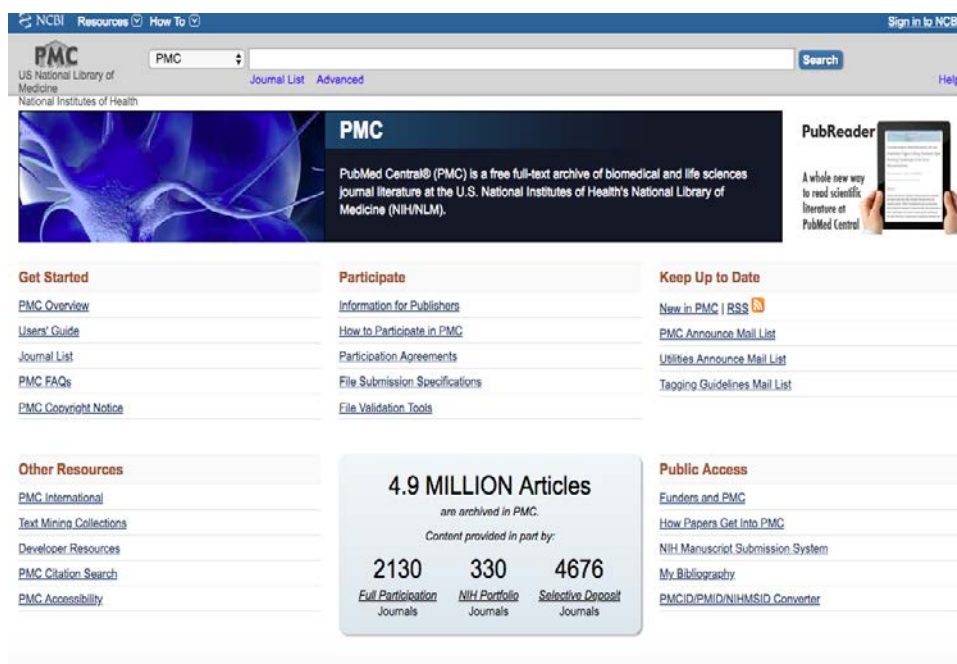 NCBI Resources How To Sign in to NCB
PMC
US National Library of
Medicine
National Institutes of Health
PMC
Search
Journal List Advanced
Help
PMC
PubMed Central® (PMC) is a free full-text archive of biomedical and life sciences
journal literature at the U.S. National Institutes of Health's National Library of
Medicine (NIH/NLM).
PubReader
A whole new way
to read scientific
literature at
PubMed Central
Get Started
PMC Overview
Users' Guide
Journal List
PMC FAQs
PMC Copyright Notice
Participate
Information for Publishers
How to Participate in PMC
Participation Agreements
File Submission Specifications
File Validation Tools
Keep Up to Date
New in PMC | RSS
PMC Announce Mail List
Utilities Announce Mail List
Tagging Guidelines Mail List
Other Resources
PMC International
Text Mining Collections
Developer Resources
PMC Citation Search
PMC Accessibility
4.9 MILLION Articles
are archived in PMC.
Content provided in part by:
2130 330 4676
Full Participation NIH Portfolio Selective Deposit
Journals Journals Journals
Public Access
Funders and PMC
How Papers Get Into PMC
NIH Manuscript Submission System
My Bibliography
PMCID/PMID/NIHMSID Converter